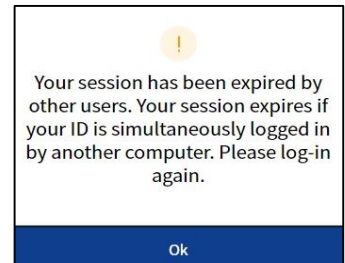 !
Your session has been expired by
other users. Your session expires if
your ID is simultaneously logged in
by another computer. Please log-in
again.
Ok